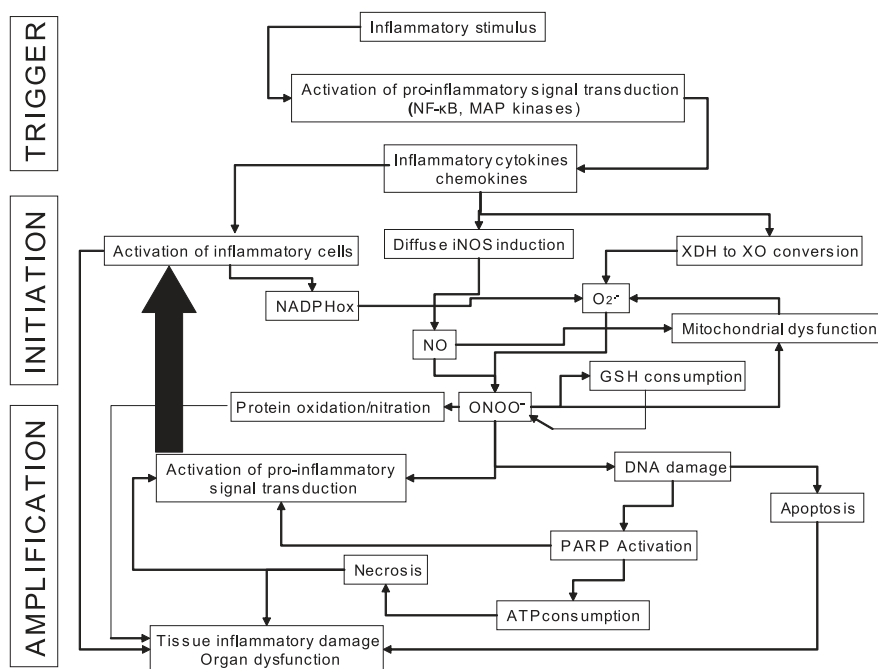 TRIGGER
Inflammatory stimulus
Activation of pro-inflammatory signal transduction
(NF-κB, MAP kinases)
Inflammatory cytokines
chemokines
INITIATION
Activation of inflammatory cells
Diffuse iNOS induction
XDH to XO conversion
NADPHox
O₂•-
NO
Mitochondrial dysfunction
GSH consumption
AMPLIFICATION
Protein oxidation/nitration
ONOO⁻
Activation of pro-inflammatory
signal transduction
DNA damage
Apoptosis
PARP Activation
Necrosis
ATP consumption
Tissue inflammatory damage
Organ dysfunction